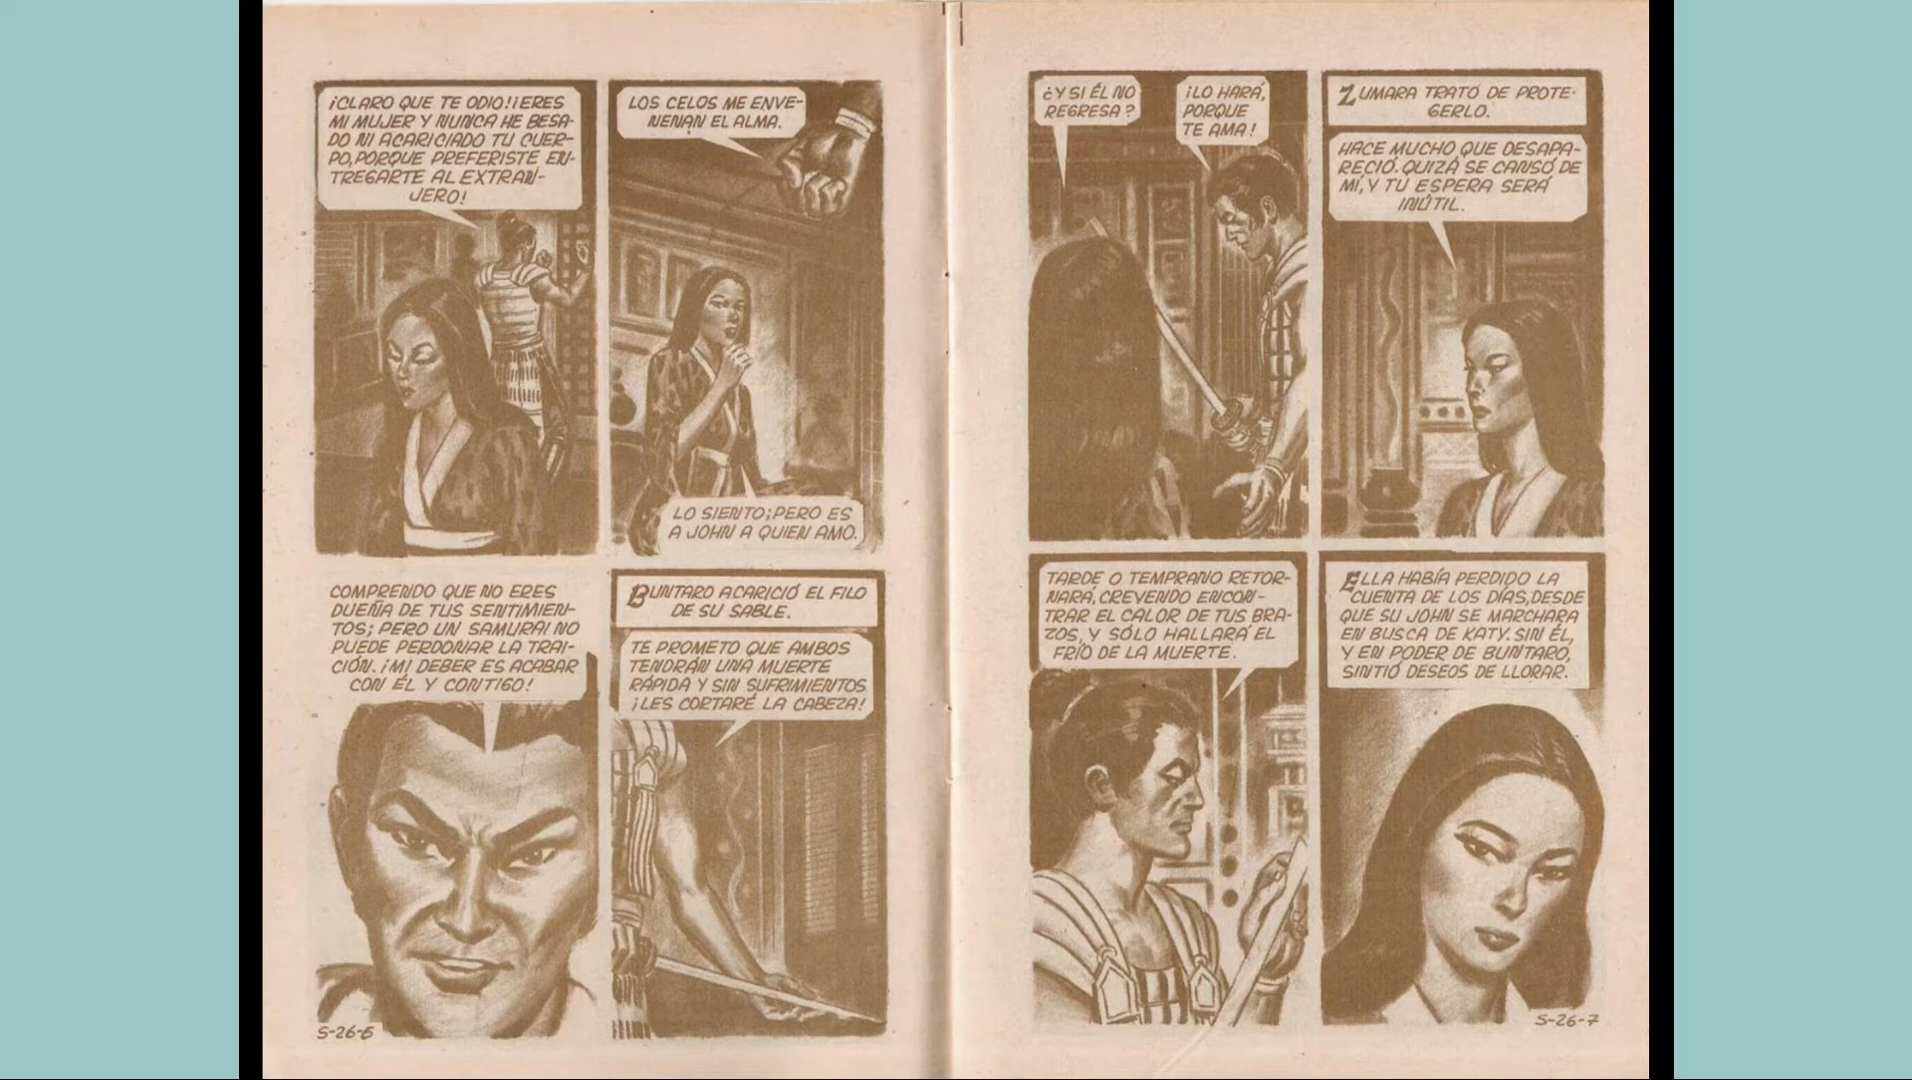 ¡CLARO QUE TE ODIO! ¡ERES
MI MUJER Y NUNCA HE BESA-
DO NI ACARICIADO TU CUER-
PO, PORQUE PREFERISTE EN-
TREGARTE AL EXTRAN-
JERO!
LOS CELOS ME ENVE-
NENAN EL ALMA.
LO SIENTO; PERO ES
A JOHN A QUIEN AMO.
COMPRENDO QUE NO ERES
DUEÑA DE TUS SENTIMIEN-
TOS; PERO UN SAMURAI NO
PUEDE PERDONAR LA TRAI-
CIÓN. ¡MI DEBER ES ACABAR
CON ÉL Y CONTIGO!
BUNTARO ACARICIÓ EL FILO
DE SU SABLE.
TE PROMETO QUE AMBOS
TENDRÁN UNA MUERTE
RÁPIDA Y SIN SUFRIMIENTOS
¡LES CORTARÉ LA CABEZA!
S-26-6
¿Y SI ÉL NO
REGRESA?
¡LO HARÁ,
PORQUE
TE AMA!
ZUMARA TRATÓ DE PROTE-
GERLO.
HACE MUCHO QUE DESAPA-
RECIÓ. QUIZÁ SE CANSÓ DE
MÍ, Y TU ESPERA SERÁ
INÚTIL.
TARDE O TEMPRANO RETOR-
NARÁ, CREYENDO ENCON-
TRAR EL CALOR DE TUS BRA-
ZOS, Y SÓLO HALLARÁ EL
FRÍO DE LA MUERTE.
ELLA HABÍA PERDIDO LA
CUENTA DE LOS DÍAS, DESDE
QUE SU JOHN SE MARCHARA
EN BUSCA DE KATY. SIN ÉL,
Y EN PODER DE BUNTARO,
SINTIÓ DESEOS DE LLORAR.
S-26-7